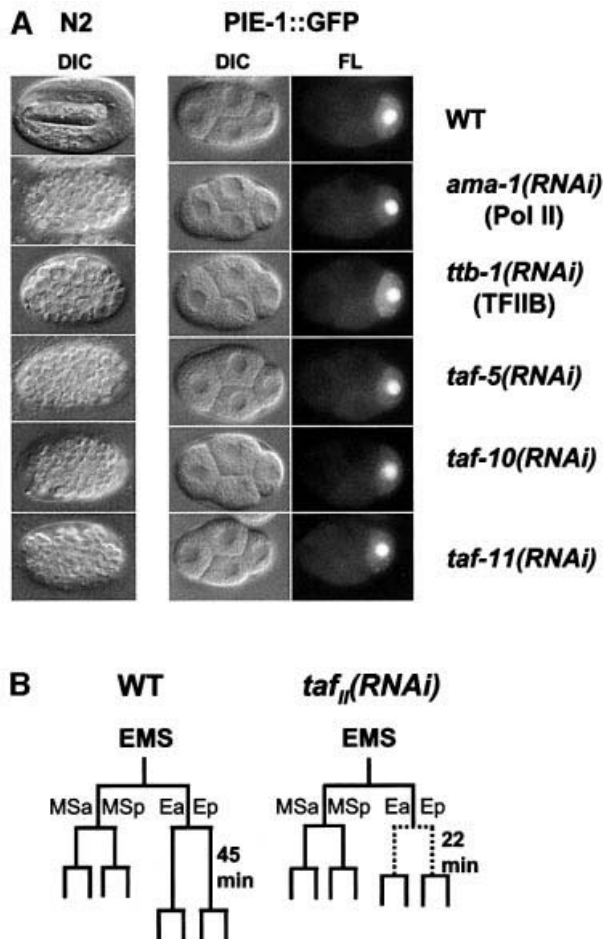 A N2 PIE-1::GFP
DIC DIC FL
WT
ama-1(RNAi)
(Pol II)
ttb-1(RNAi)
(TFIIB)
taf-5(RNAi)
taf-10(RNAi)
taf-11(RNAi)
B WT taf_II(RNAi)
EMS EMS
MSa MSp Ea Ep MSa MSp Ea Ep
45
min
22
min